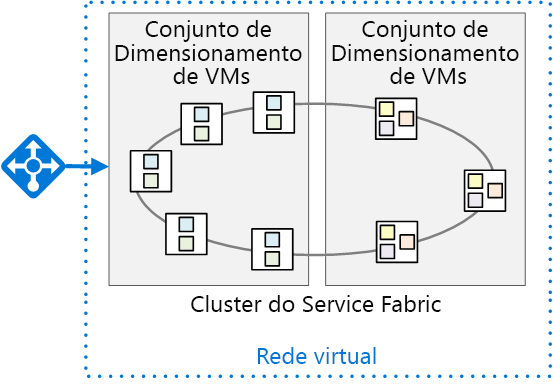 Conjunto de
Dimensionamento
de VMs
Conjunto de
Dimensionamento
de VMs
Cluster do Service Fabric
Rede virtual